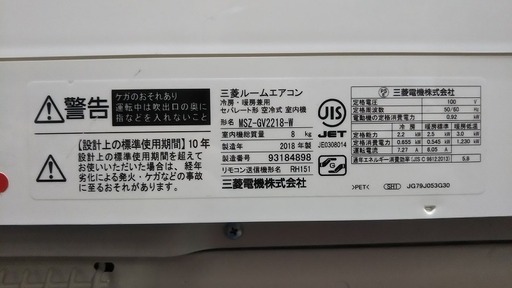 警告
ケガのおそれあり
運転中は吹出口の奥に
指などを入れないこと
【設計上の標準使用期間】10年
設計上の標準使用期間を超えて
お使いいただいた場合は、経年
劣化による発火・ケガなどの事故
に至るおそれがあります。
三菱ルームエアコン
冷房・暖房兼用
セパレート形 空冷式 室内機
形名 MSZ-GV2218-W
室内機総質量 8 kg
製造年 2018 年製
製造番号 93184898
リモコン送信機形名 RH151
三菱電機株式会社
JIS
JET
JE0308014
PS E 三菱電機株式会社
定格電圧 100 V
定格周波数 50/60 Hz
電動機の定格消費電力 0.92 kW
冷房 暖房標準 暖房低温
定格能力 2.2 kW 2.5 kW 3.0 kW
定格消費電力 0.655 kW 0.545 kW 1.230 kW
運転電流 7.27 A 8.05 A
通年エネルギー消費効率(JIS C 9612:2013) 5.8
>PET< SH1 JG79J053G30